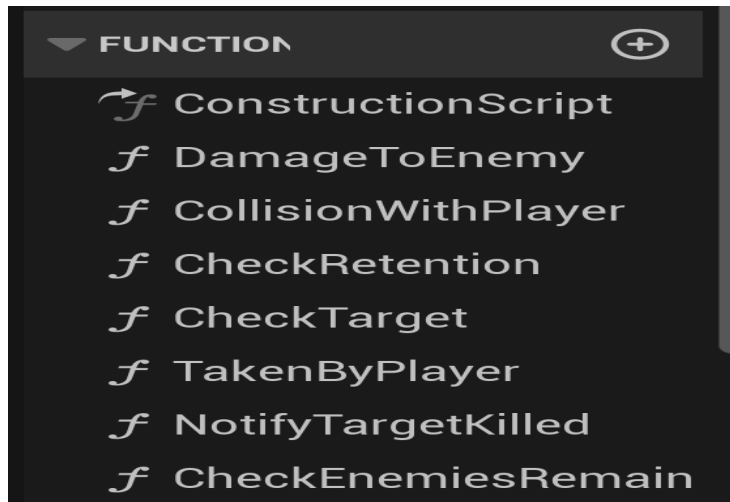 FUNCTION
ConstructionScript
DamageToEnemy
CollisionWithPlayer
CheckRetention
CheckTarget
TakenByPlayer
NotifyTargetKilled
CheckEnemiesRemain